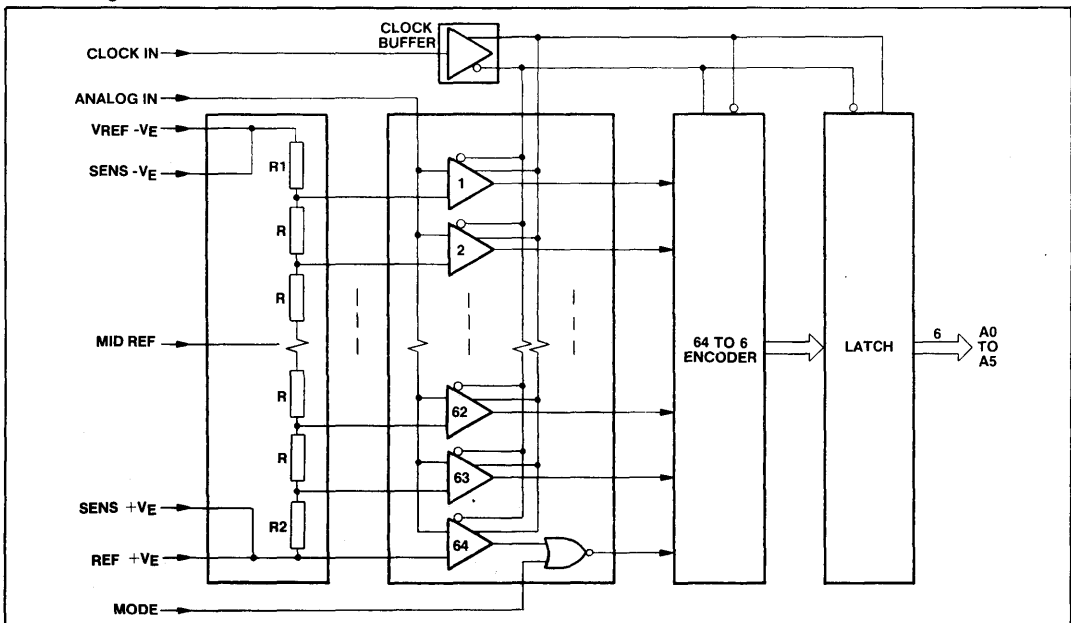 CLOCK
BUFFER
CLOCK IN
ANALOG IN
VREF -VE
SENS -VE
R1
1
R
2
R
MID REF
64 TO 6
ENCODER
LATCH
6
A0
TO
A5
R
62
R
63
SENS +VE
R2
64
REF +VE
MODE